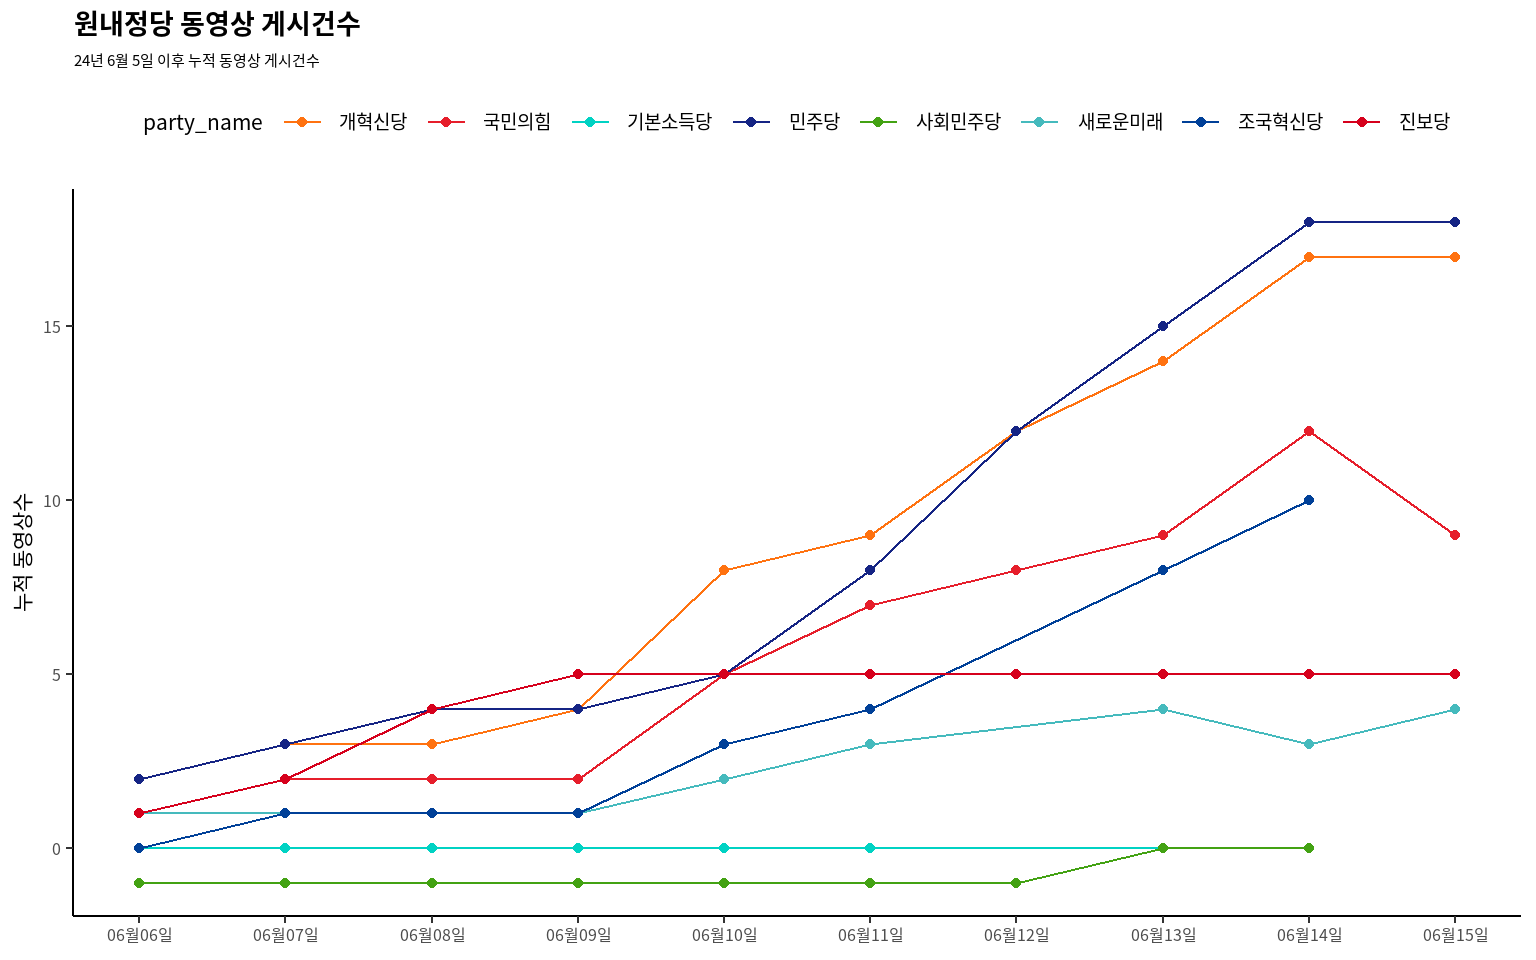 원내정당 동영상 게시건수
24년 6월 5일 이후 누적 동영상 게시건수
party_name 개혁신당 국민의힘 기본소득당 민주당 사회민주당 새로운미래 조국혁신당 진보당
누적 동영상수
15
10
5
0
06월06일 06월07일 06월08일 06월09일 06월10일 06월11일 06월12일 06월13일 06월14일 06월15일